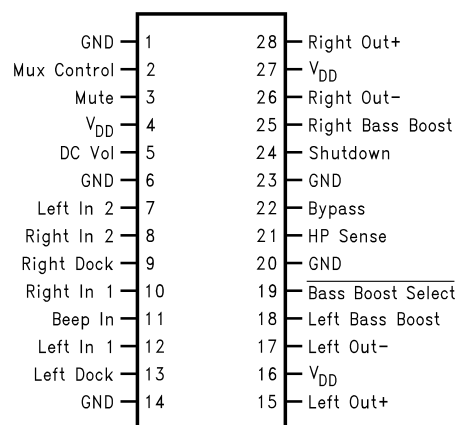 GND 1 28 Right Out+
Mux Control 2 27 VDD
Mute 3 26 Right Out-
VDD 4 25 Right Bass Boost
DC Vol 5 24 Shutdown
GND 6 23 GND
Left In 2 7 22 Bypass
Right In 2 8 21 HP Sense
Right Dock 9 20 GND
Right In 1 10 19 Bass Boost Select
Beep In 11 18 Left Bass Boost
Left In 1 12 17 Left Out-
Left Dock 13 16 VDD
GND 14 15 Left Out+